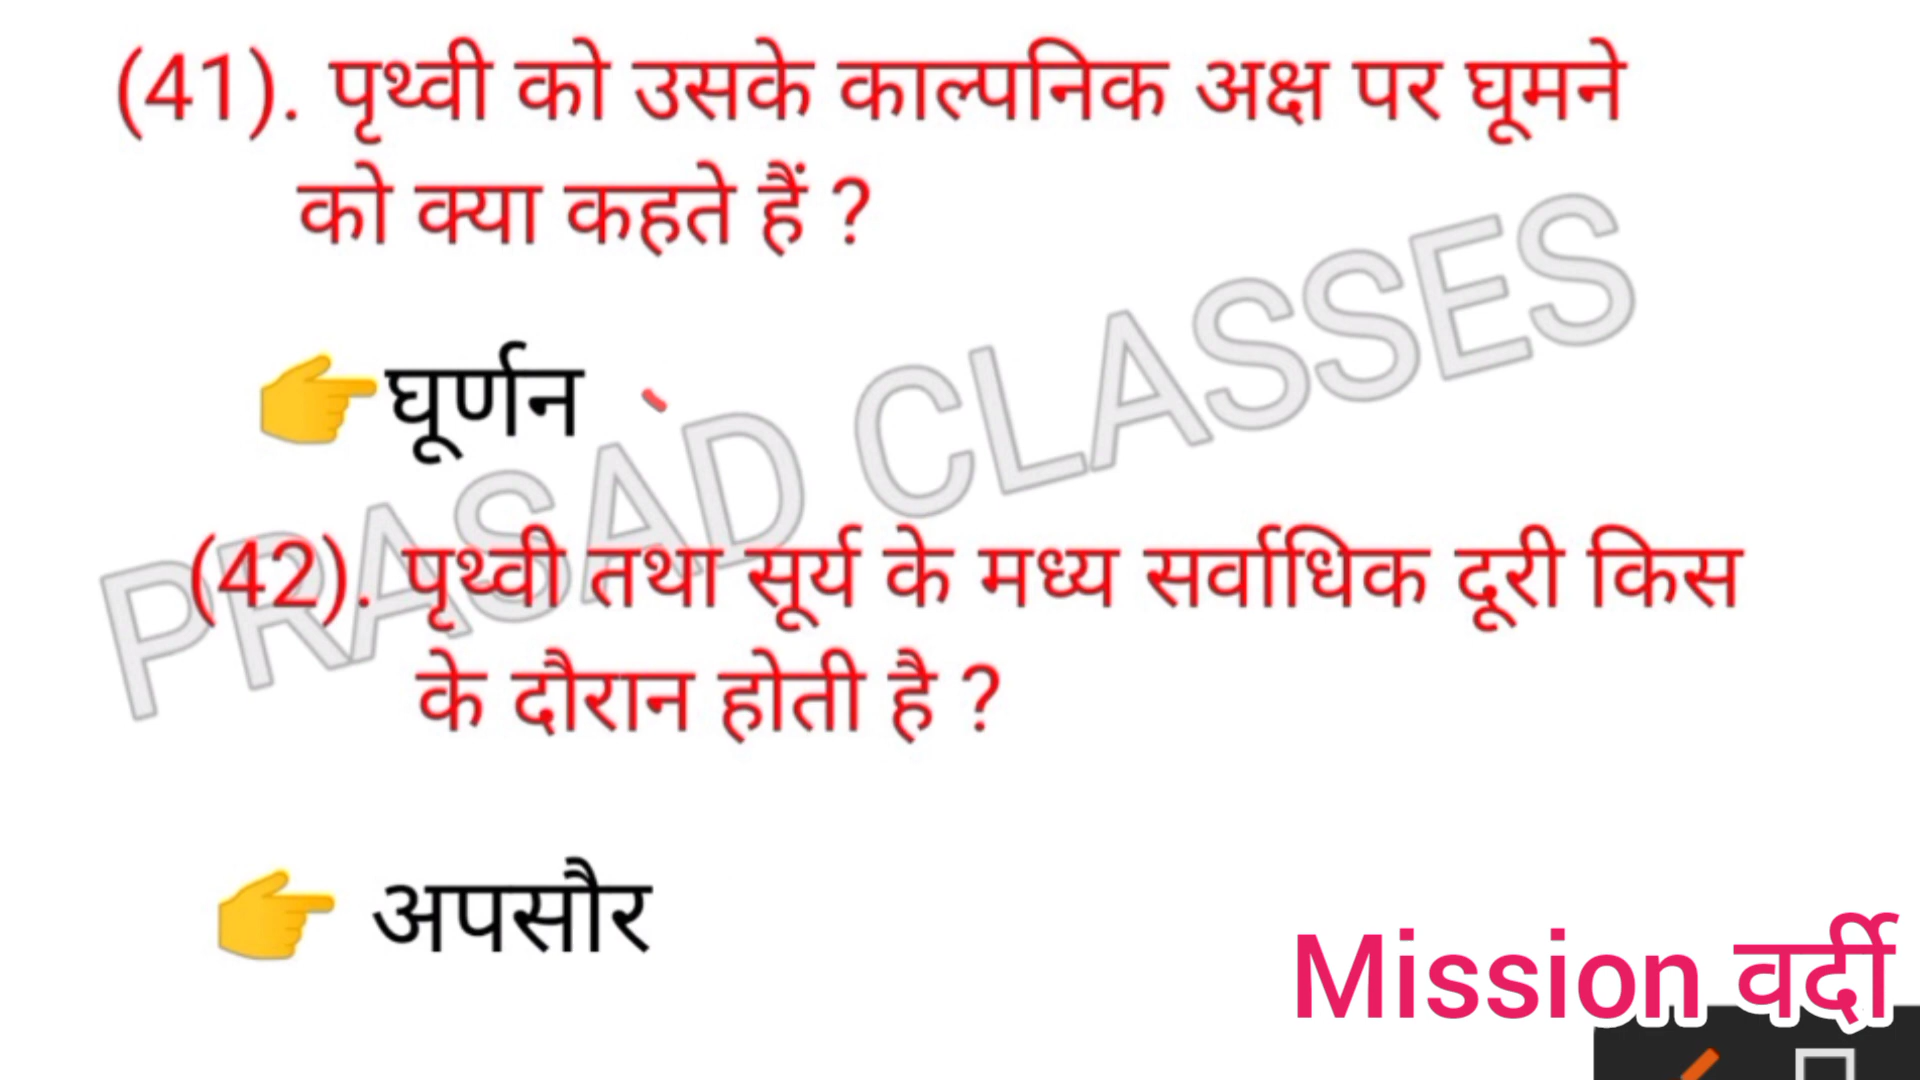 (41). पृथ्वी को उसके काल्पनिक अक्ष पर घूमने
को क्या कहते हैं ?
👉घूर्णन
PRASAD CLASSES
(42). पृथ्वी तथा सूर्य के मध्य सर्वाधिक दूरी किस
के दौरान होती है ?
👉 अपसौर
Mission वर्दी